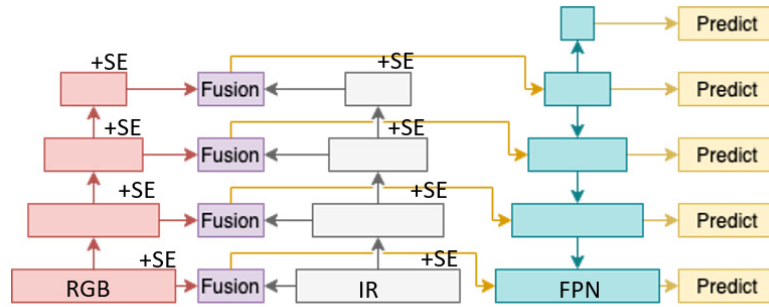 Predict
+SE +SE
Fusion Predict
+SE +SE
Fusion Predict
+SE +SE
Fusion Predict
+SE +SE
RGB Fusion IR FPN Predict